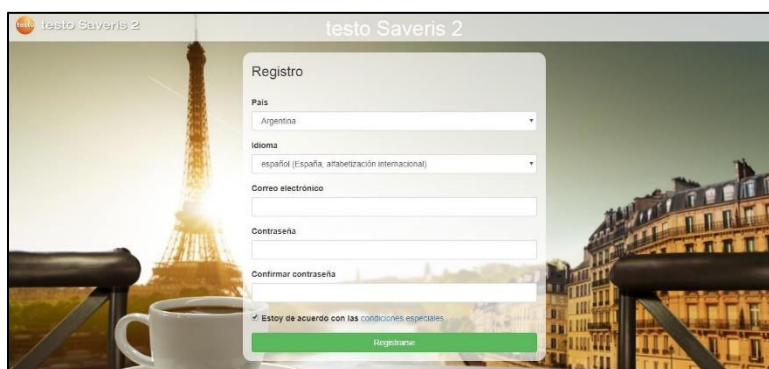 testo
testo Saveris 2
testo Saveris 2
Registro
País
Argentina
Idioma
español (España, alfabetización internacional)
Correo electrónico
Contraseña
Confirmar contraseña
Estoy de acuerdo con las condiciones especiales
Registrarse